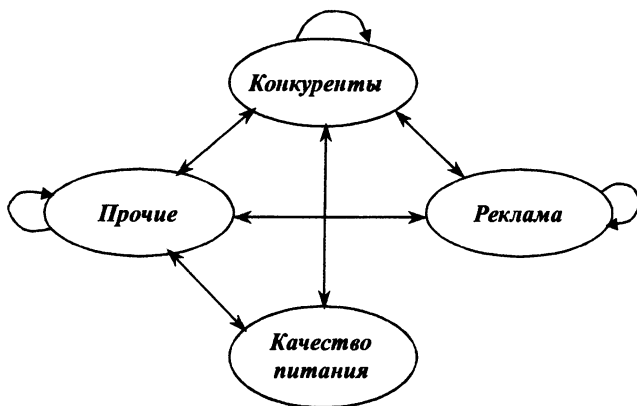 Конкуренты
Прочие
Реклама
Качество
питания